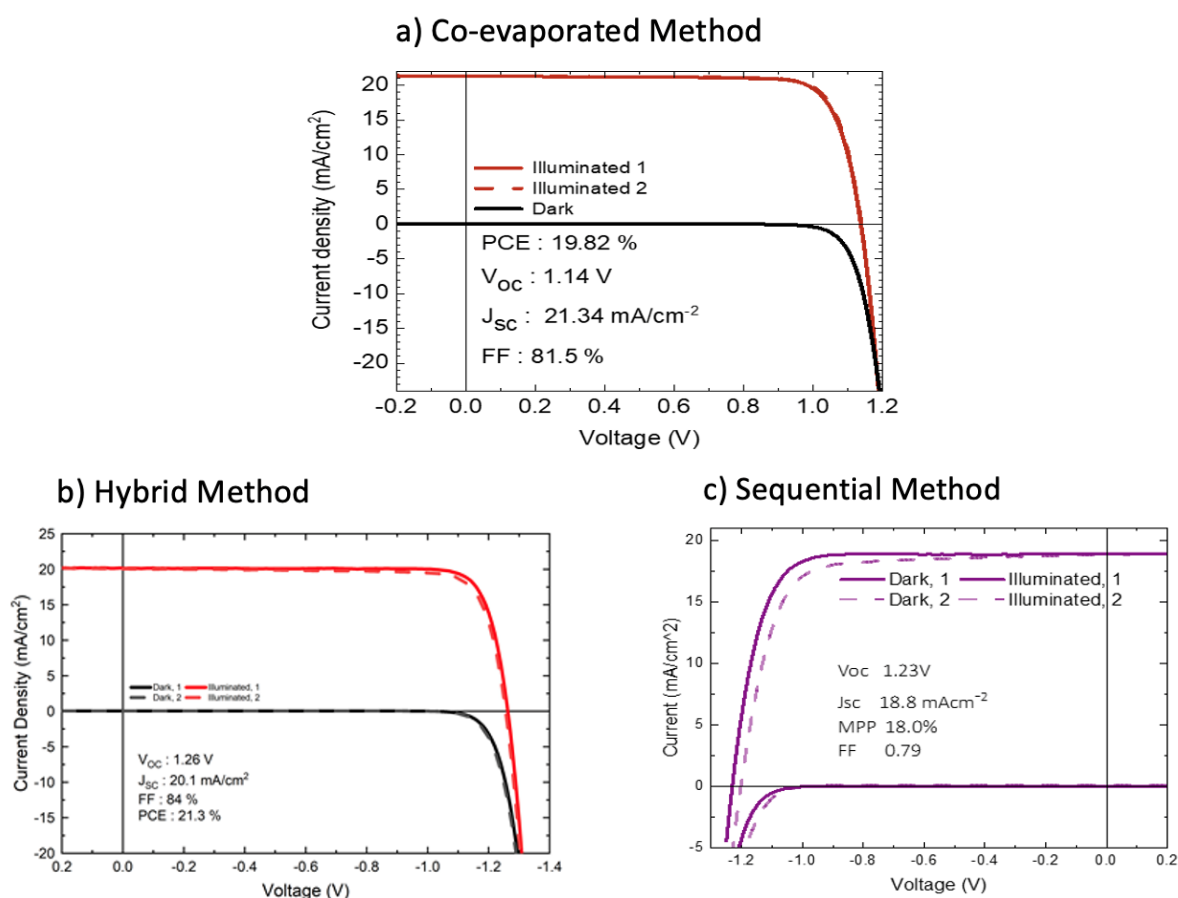 a) Co-evaporated Method
Current density (mA/cm²)
20
15
10
5
0
-5
-10
-15
-20
Illuminated 1
Illuminated 2
Dark
PCE : 19.82 %
V_OC : 1.14 V
J_SC : 21.34 mA/cm⁻²
FF : 81.5 %
-0.2 0.0 0.2 0.4 0.6 0.8 1.0 1.2
Voltage (V)
b) Hybrid Method
Current Density (mA/cm²)
25
20
15
10
5
0
-5
-10
-15
-20
Dark, 1 Illuminated, 1
Dark, 2 Illuminated, 2
V_OC : 1.26 V
J_SC : 20.1 mA/cm²
FF : 84 %
PCE : 21.3 %
0.2 0.0 -0.2 -0.4 -0.6 -0.8 -1.0 -1.2 -1.4
Voltage (V)
c) Sequential Method
Current (mA/cm^2)
20
15
10
5
0
-5
Dark, 1 Illuminated, 1
Dark, 2 Illuminated, 2
Voc 1.23V
Jsc 18.8 mAcm⁻²
MPP 18.0%
FF 0.79
-1.2 -1.0 -0.8 -0.6 -0.4 -0.2 0.0 0.2
Voltage (V)